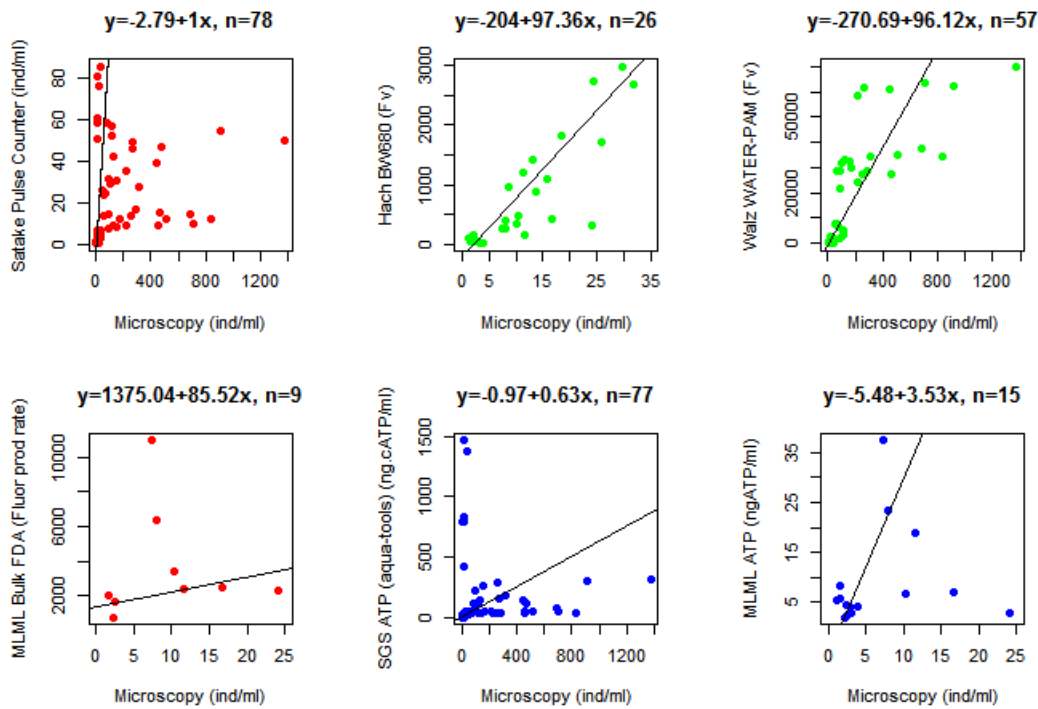 y=-2.79+1x, n=78
Satake Pulse Counter (ind/ml)
0 20 40 60 80
0 400 800 1200
Microscopy (ind/ml)
y=-204+97.36x, n=26
Hach BW680 (Fv)
0 1000 2000 3000
0 5 15 25 35
Microscopy (ind/ml)
y=-270.69+96.12x, n=57
Walz WATER-PAM (Fv)
0 20000 50000
0 400 800 1200
Microscopy (ind/ml)
y=1375.04+85.52x, n=9
MLML Bulk FDA (Fluor prod rate)
2000 6000 10000
0 5 10 15 20 25
Microscopy (ind/ml)
y=-0.97+0.63x, n=77
SGS ATP (aqua-tools) (ng.cATP/ml)
0 500 1000 1500
0 400 800 1200
Microscopy (ind/ml)
y=-5.48+3.53x, n=15
MLML ATP (ngATP/ml)
5 15 25 35
0 5 10 15 20 25
Microscopy (ind/ml)